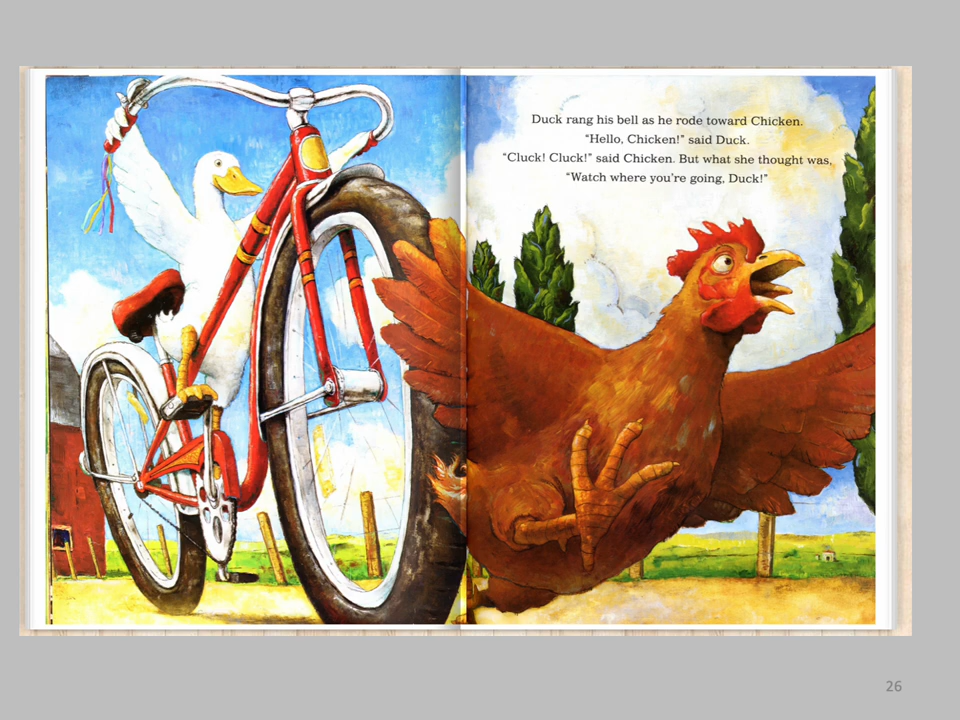 Duck rang his bell as he rode toward Chicken.
“Hello, Chicken!” said Duck.
“Cluck! Cluck!” said Chicken. But what she thought was,
“Watch where you’re going, Duck!”
26